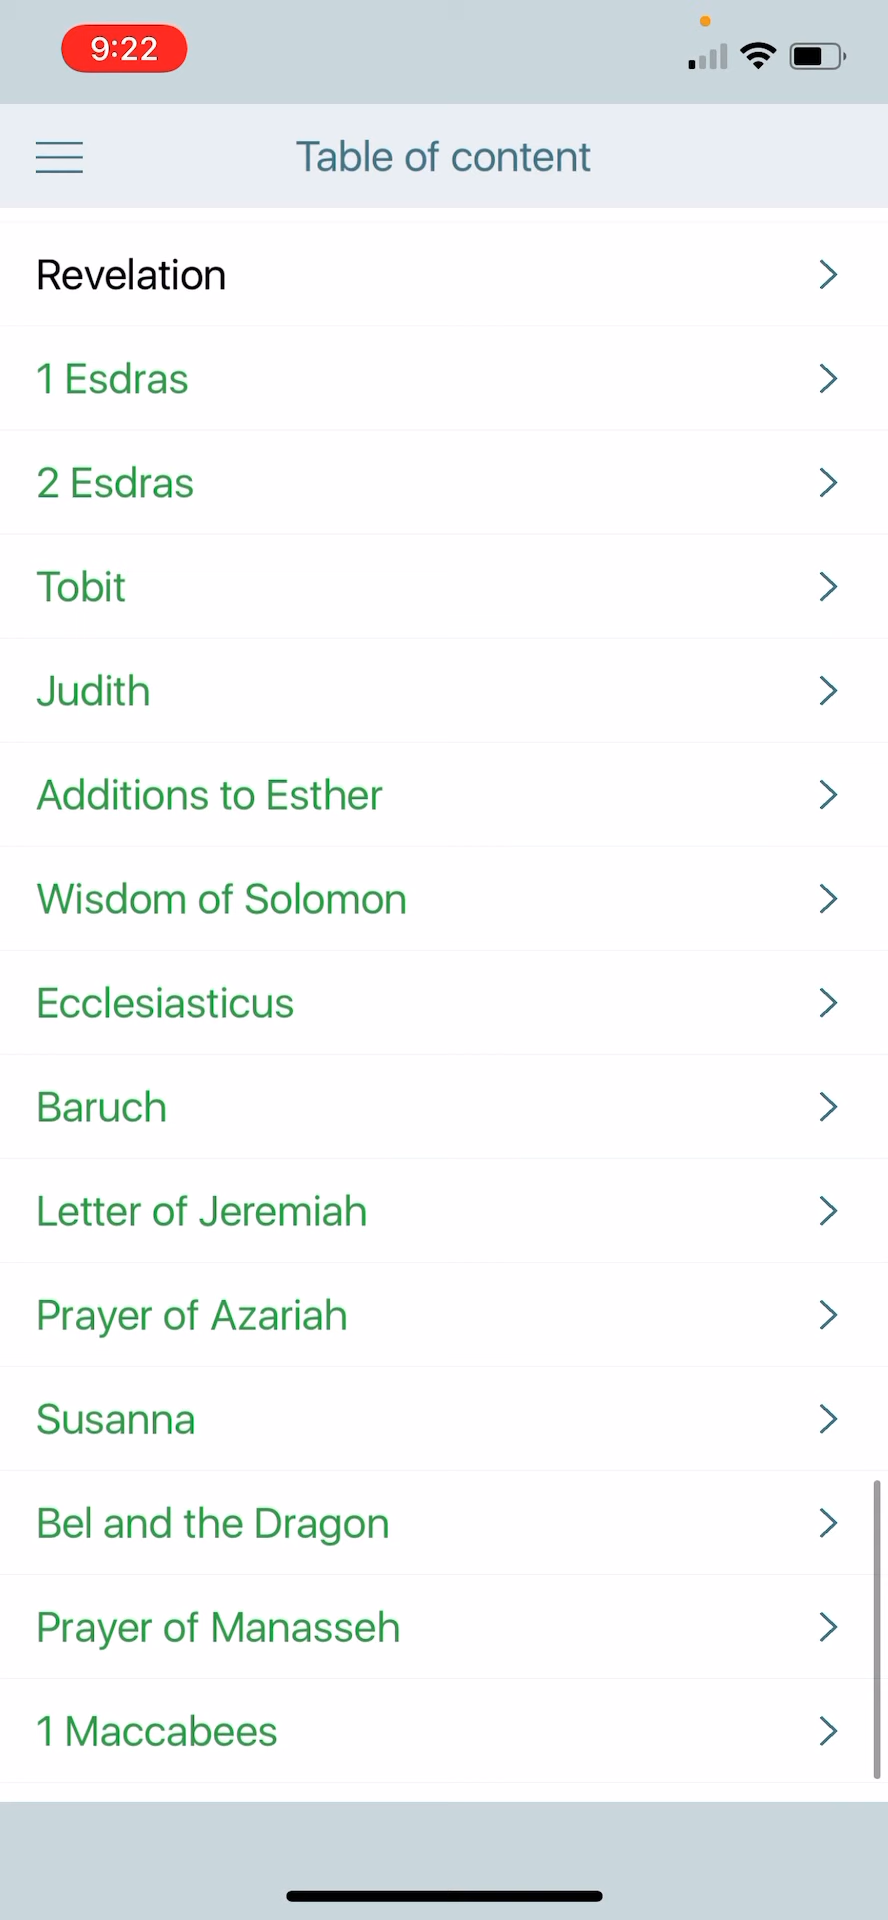 9:22
Table of content
Revelation
1 Esdras
2 Esdras
Tobit
Judith
Additions to Esther
Wisdom of Solomon
Ecclesiasticus
Baruch
Letter of Jeremiah
Prayer of Azariah
Susanna
Bel and the Dragon
Prayer of Manasseh
1 Maccabees